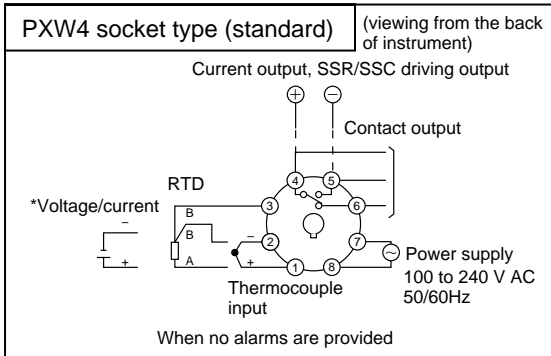 PXW4 socket type (standard)
(viewing from the back
of instrument)
Current output, SSR/SSC driving output
+ −
Contact output
RTD
4 5
*Voltage/current
3 6
B
−
B
2 7
−
+
A
+
1 8
~
Power supply
100 to 240 V AC
50/60Hz
Thermocouple
input
When no alarms are provided